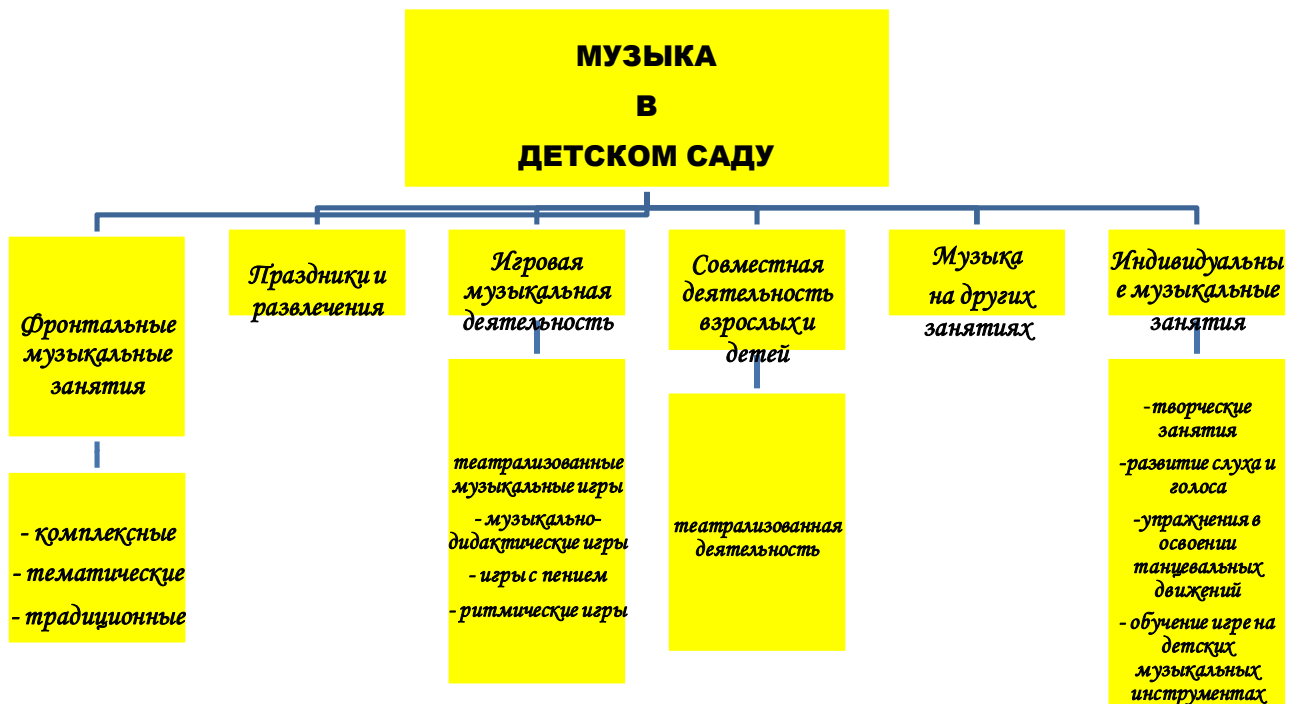 МУЗЫКА
В
ДЕТСКОМ САДУ
Фронтальные
музыкальные
занятия
- комплексные
- тематические
- традиционные
Праздники и
развлечения
Игровая
музыкальная
деятельность
театрализованные
музыкальные игры
- музыкально-
дидактические игры
- игры с пением
- ритмические игры
Совместная
деятельность
взрослых и
детей
театрализованная
деятельность
Музыка
на других
занятиях
Индивидуальны
е музыкальные
занятия
-творческие
занятия
-развитие слуха и
голоса
-упражнения в
освоении
танцевальных
движений
- обучение игре на
детских
музыкальных
инструментах